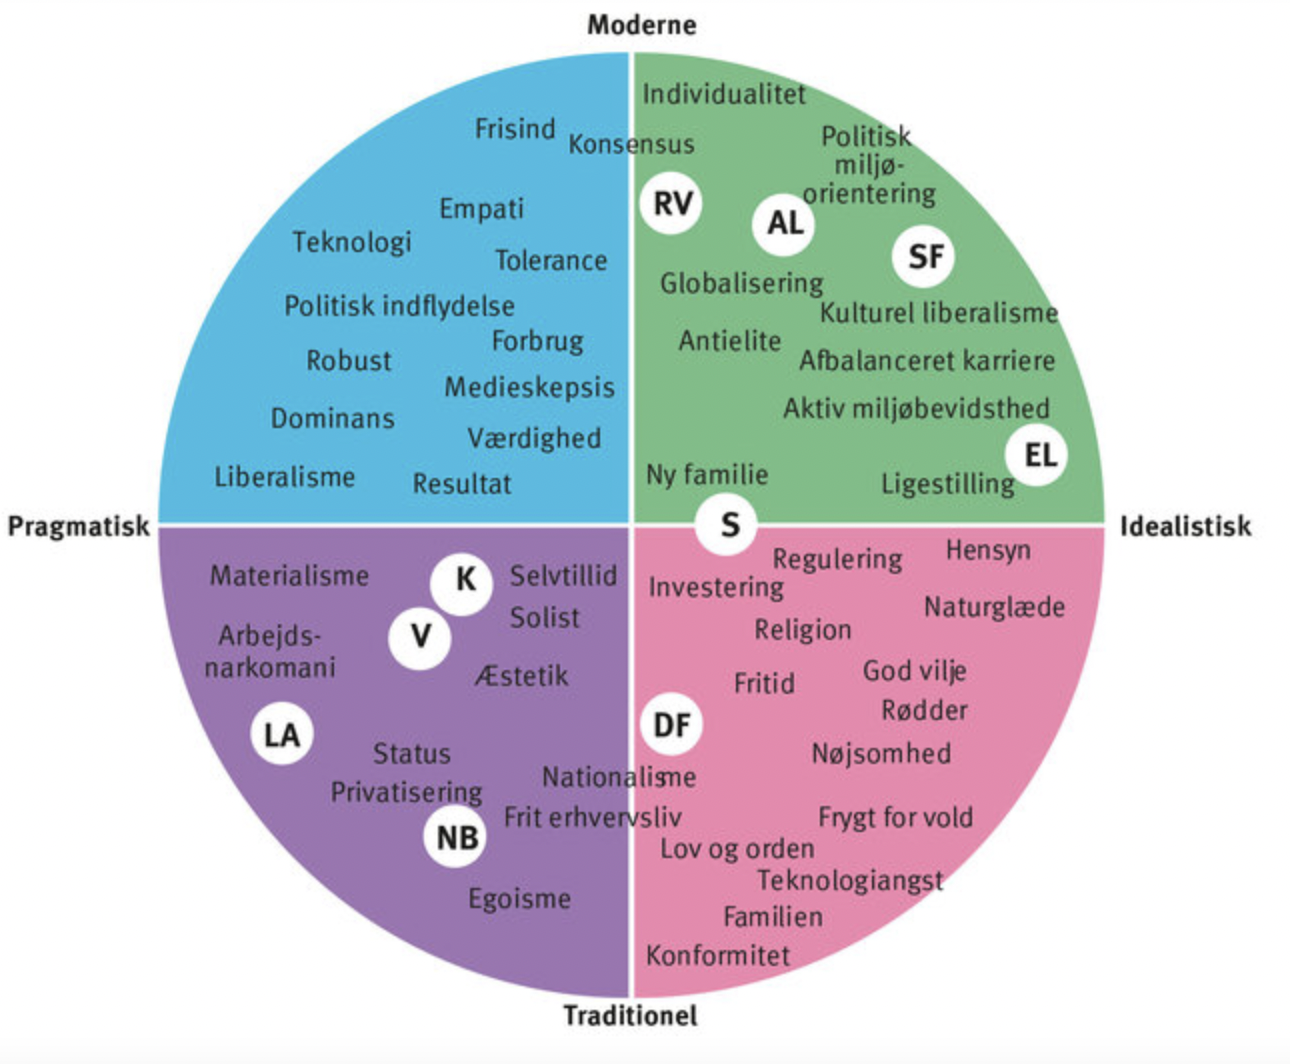 Moderne
Individualitet
Frisind
Konsensus
Politisk
miljø-
orientering
RV
AL
SF
Empati
Teknologi
Tolerance
Globalisering
Politisk indflydelse
Kulturel liberalisme
Forbrug
Antielite
Robust
Afbalanceret karriere
Medieskepsis
Aktiv miljøbevidsthed
Dominans
Værdighed
EL
Liberalisme
Resultat
Ny familie
Ligestilling
Pragmatisk
S
Idealistisk
Materialisme
K
Selvtillid
Regulering
Hensyn
Investering
Solist
Naturglæde
Arbejds-
narkomani
V
Religion
Æstetik
Fritid
God vilje
Rødder
LA
DF
Status
Nøjsomhed
Privatisering
Nationalisme
Frit erhvervsliv
Frygt for vold
NB
Lov og orden
Teknologiangst
Egoisme
Familien
Konformitet
Traditionel